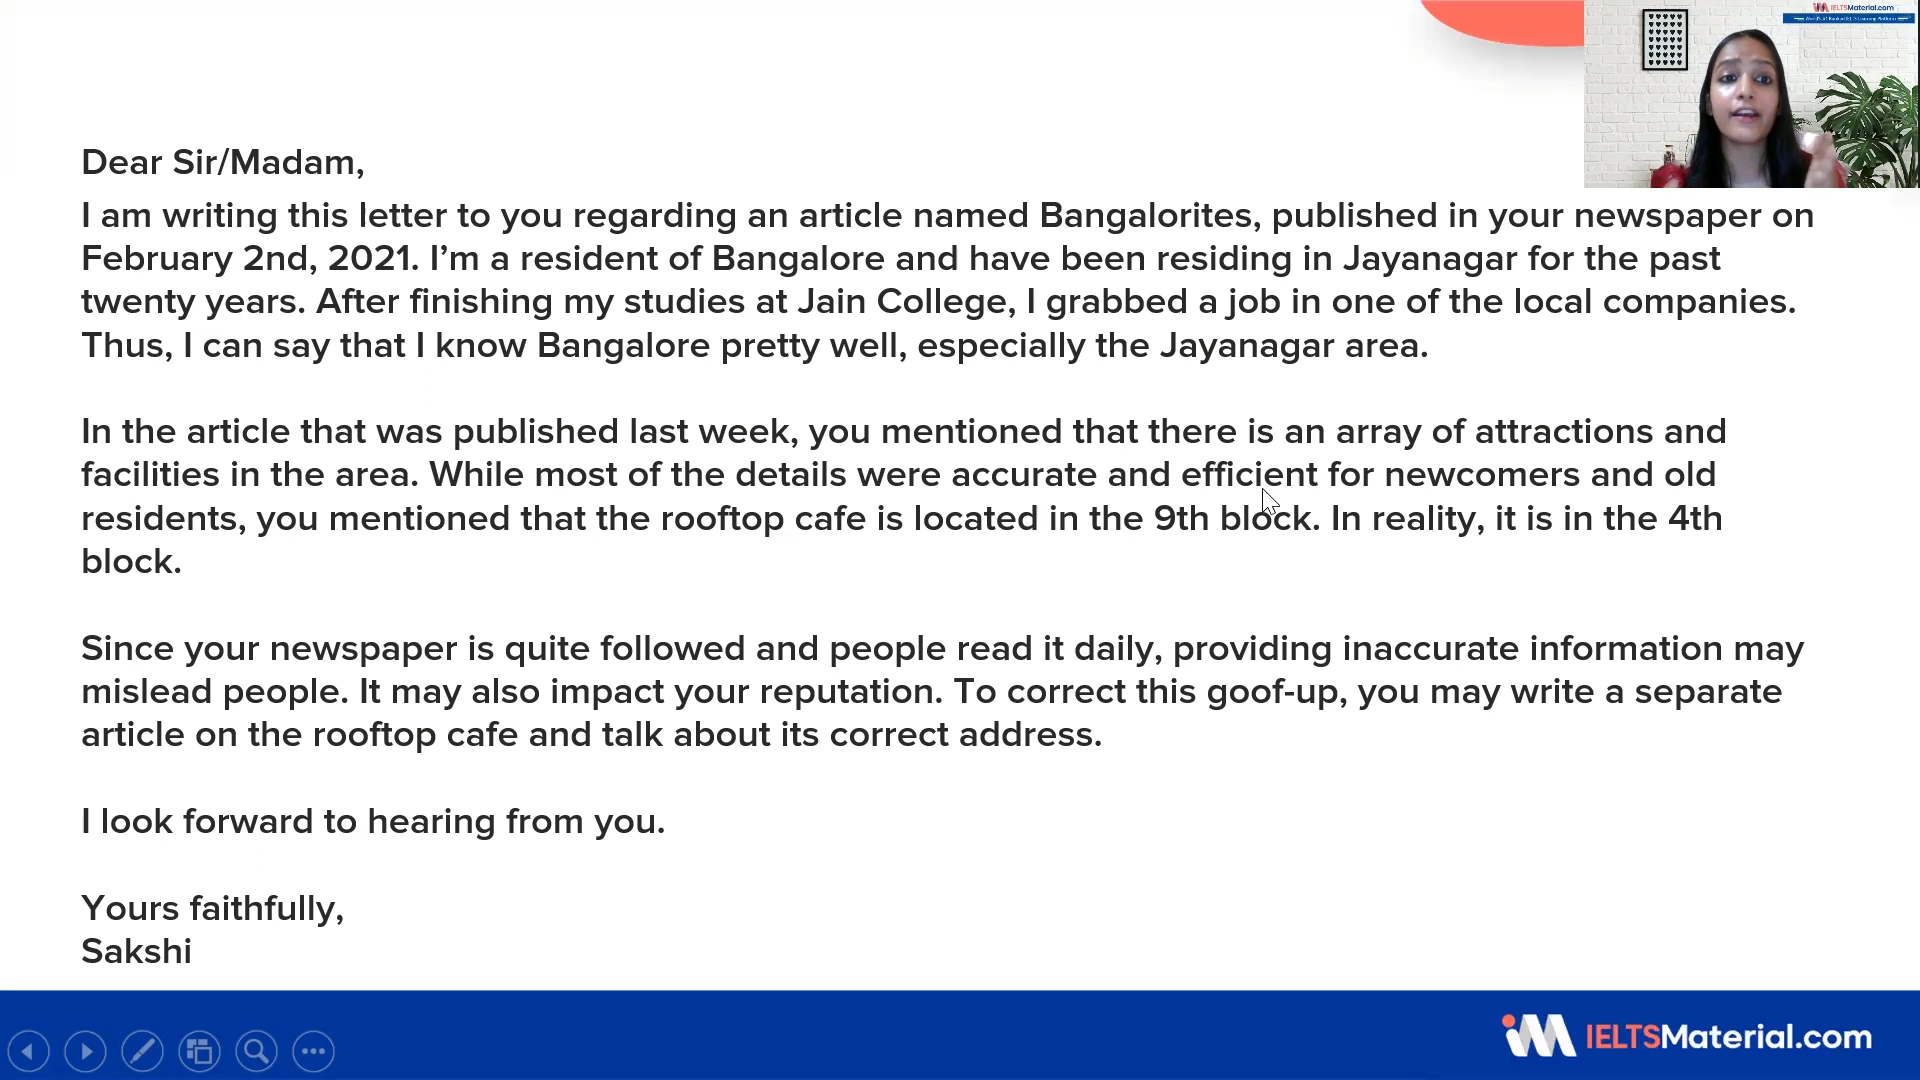 IELTSMaterial.com
Dear Sir/Madam,
I am writing this letter to you regarding an article named Bangalorites, published in your newspaper on
February 2nd, 2021. I’m a resident of Bangalore and have been residing in Jayanagar for the past
twenty years. After finishing my studies at Jain College, I grabbed a job in one of the local companies.
Thus, I can say that I know Bangalore pretty well, especially the Jayanagar area.
In the article that was published last week, you mentioned that there is an array of attractions and
facilities in the area. While most of the details were accurate and efficient for newcomers and old
residents, you mentioned that the rooftop cafe is located in the 9th block. In reality, it is in the 4th
block.
Since your newspaper is quite followed and people read it daily, providing inaccurate information may
mislead people. It may also impact your reputation. To correct this goof-up, you may write a separate
article on the rooftop cafe and talk about its correct address.
I look forward to hearing from you.
Yours faithfully,
Sakshi
IELTSMaterial.com